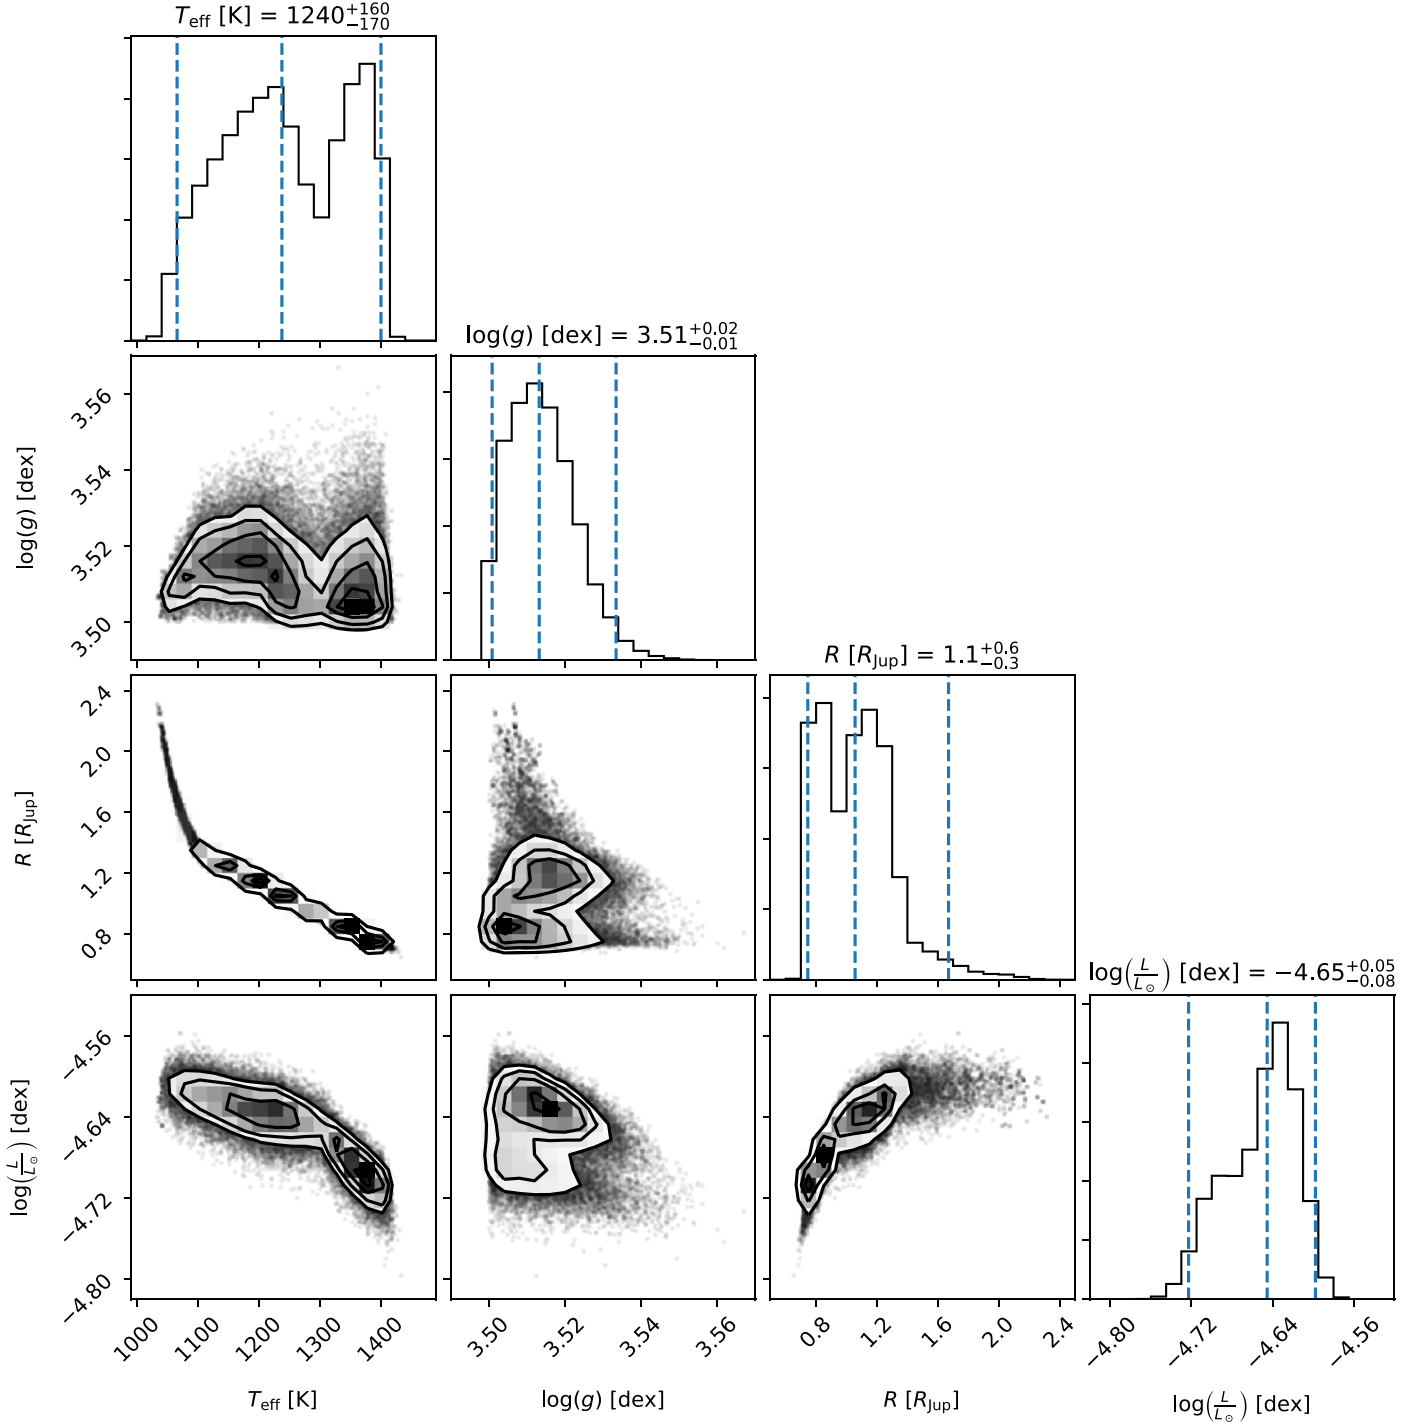 T_eff [K] = 1240^{+160}_{−170}
log(g) [dex] = 3.51^{+0.02}_{−0.01}
3.56
3.54
3.52
3.50
log(g) [dex]
R [R_Jup] = 1.1^{+0.6}_{−0.3}
2.4
2.0
1.6
1.2
0.8
R [R_Jup]
log(L/L_⊙) [dex] = −4.65^{+0.05}_{−0.08}
−4.56
−4.64
−4.72
−4.80
log(L/L_⊙) [dex]
1000 1100 1200 1300 1400
3.50 3.52 3.54 3.56
0.8 1.2 1.6 2.0 2.4
−4.80 −4.72 −4.64 −4.56
T_eff [K]
log(g) [dex]
R [R_Jup]
log(L/L_⊙) [dex]